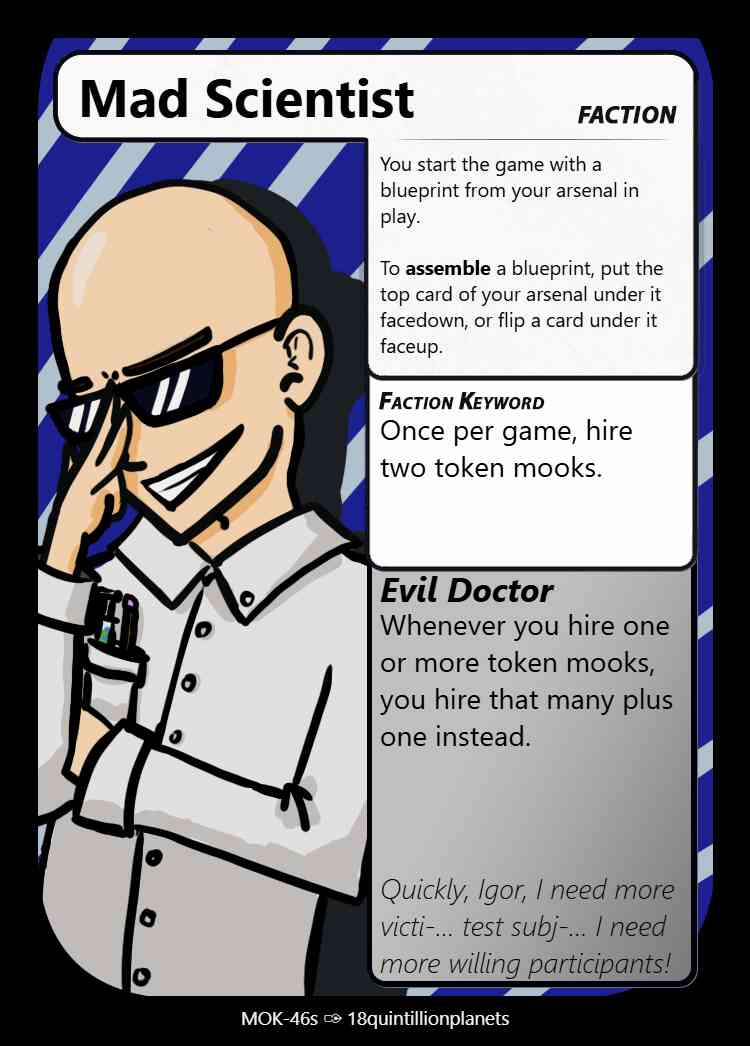 Mad Scientist
FACTION
You start the game with a
blueprint from your arsenal in
play.
To assemble a blueprint, put the
top card of your arsenal under it
facedown, or flip a card under it
faceup.
Faction Keyword
Once per game, hire
two token mooks.
Evil Doctor
Whenever you hire one
or more token mooks,
you hire that many plus
one instead.
Quickly, Igor, I need more
victi-... test subj-... I need
more willing participants!
MOK-46s ✑ 18quintillionplanets